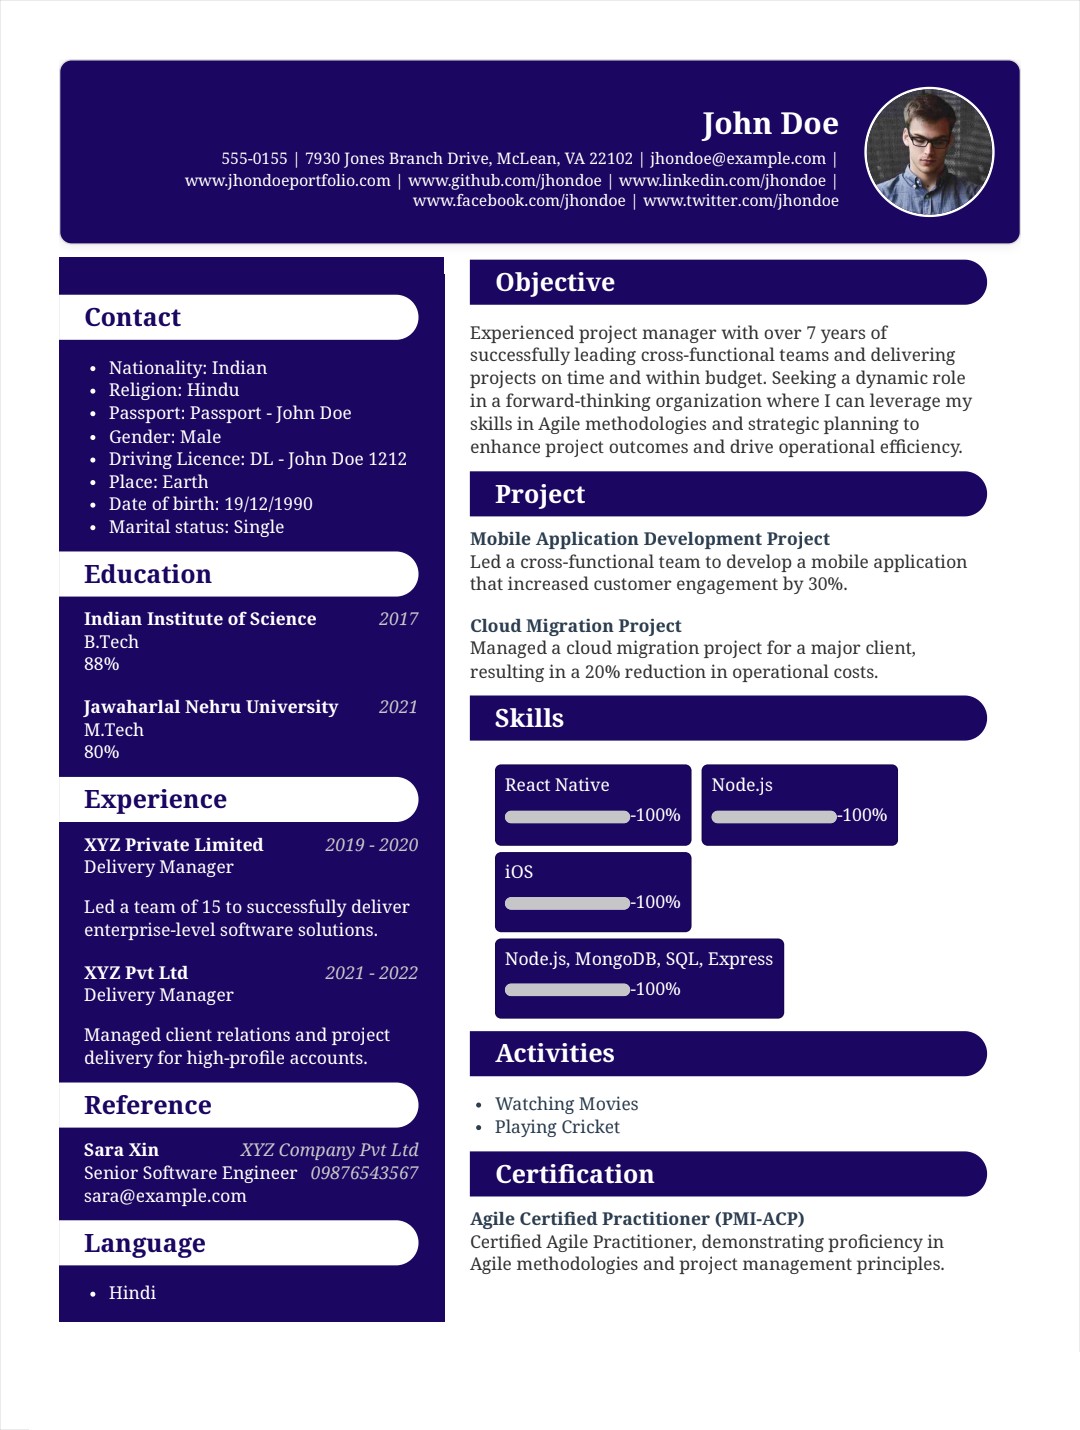 John Doe
555-0155 | 7930 Jones Branch Drive, McLean, VA 22102 | jhondoe@example.com |
www.jhondoeportfolio.com | www.github.com/jhondoe | www.linkedin.com/jhondoe |
www.facebook.com/jhondoe | www.twitter.com/jhondoe
Contact
• Nationality: Indian
• Religion: Hindu
• Passport: Passport - John Doe
• Gender: Male
• Driving Licence: DL - John Doe 1212
• Place: Earth
• Date of birth: 19/12/1990
• Marital status: Single
Education
Indian Institute of Science 2017
B.Tech
88%
Jawaharlal Nehru University 2021
M.Tech
80%
Experience
XYZ Private Limited 2019 - 2020
Delivery Manager
Led a team of 15 to successfully deliver
enterprise-level software solutions.
XYZ Pvt Ltd 2021 - 2022
Delivery Manager
Managed client relations and project
delivery for high-profile accounts.
Reference
Sara Xin XYZ Company Pvt Ltd
Senior Software Engineer 09876543567
sara@example.com
Language
• Hindi
Objective
Experienced project manager with over 7 years of
successfully leading cross-functional teams and delivering
projects on time and within budget. Seeking a dynamic role
in a forward-thinking organization where I can leverage my
skills in Agile methodologies and strategic planning to
enhance project outcomes and drive operational efficiency.
Project
Mobile Application Development Project
Led a cross-functional team to develop a mobile application
that increased customer engagement by 30%.
Cloud Migration Project
Managed a cloud migration project for a major client,
resulting in a 20% reduction in operational costs.
Skills
React Native
-100%
Node.js
-100%
iOS
-100%
Node.js, MongoDB, SQL, Express
-100%
Activities
• Watching Movies
• Playing Cricket
Certification
Agile Certified Practitioner (PMI-ACP)
Certified Agile Practitioner, demonstrating proficiency in
Agile methodologies and project management principles.